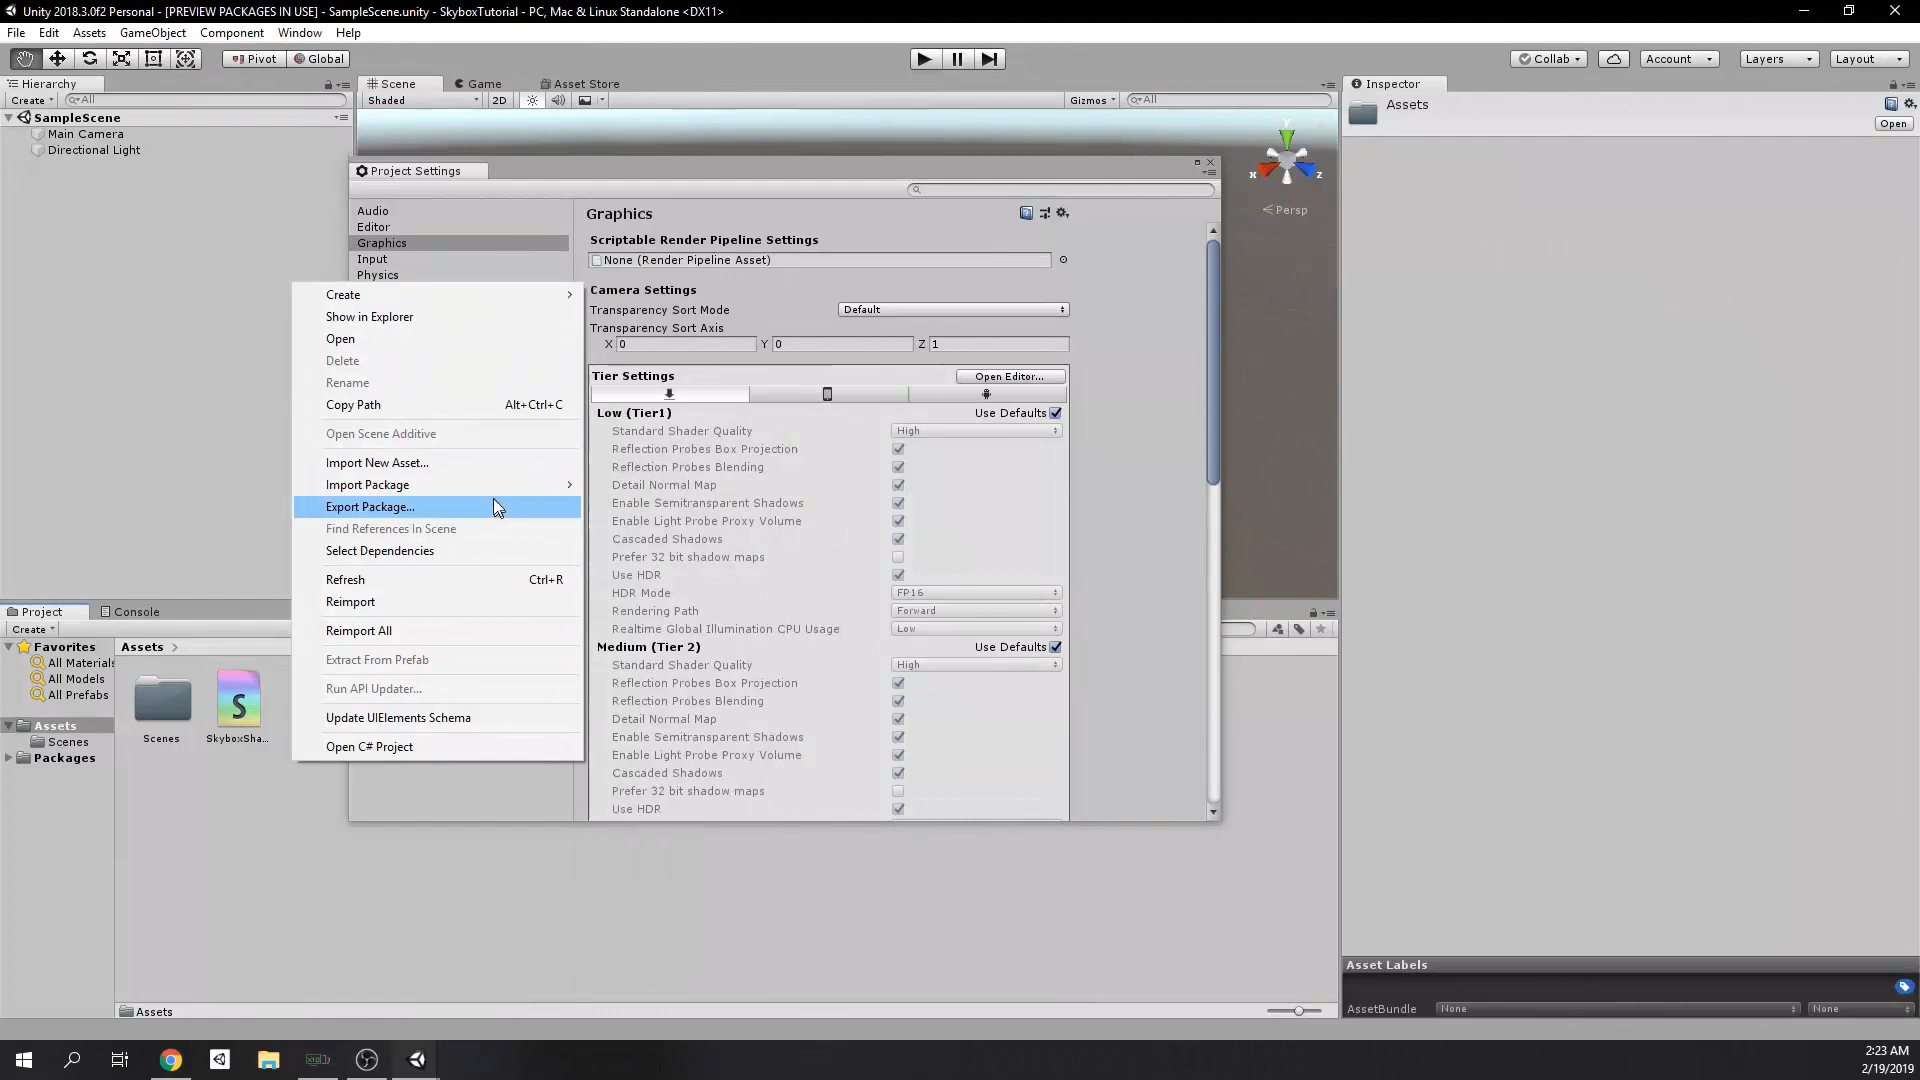 Unity 2018.3.0f2 Personal - [PREVIEW PACKAGES IN USE] - SampleScene.unity - SkyboxTutorial - PC, Mac & Linux Standalone <DX11>
File Edit Assets GameObject Component Window Help
Pivot Global Collab Account Layers Layout
Hierarchy Scene Game Asset Store Inspector
Create All Shaded 2D Gizmos All
Assets
Open
SampleScene
Main Camera
Directional Light
y
x
z
Persp
Project Settings
Audio
Editor
Graphics
Input
Physics
Graphics
Scriptable Render Pipeline Settings
None (Render Pipeline Asset)
Camera Settings
Transparency Sort Mode Default
Transparency Sort Axis
X 0 Y 0 Z 1
Tier Settings Open Editor...
Low (Tier1) Use Defaults
Standard Shader Quality High
Reflection Probes Box Projection
Reflection Probes Blending
Detail Normal Map
Enable Semitransparent Shadows
Enable Light Probe Proxy Volume
Cascaded Shadows
Prefer 32 bit shadow maps
Use HDR
HDR Mode FP16
Rendering Path Forward
Realtime Global Illumination CPU Usage Low
Medium (Tier 2) Use Defaults
Standard Shader Quality High
Reflection Probes Box Projection
Reflection Probes Blending
Detail Normal Map
Enable Semitransparent Shadows
Enable Light Probe Proxy Volume
Cascaded Shadows
Prefer 32 bit shadow maps
Use HDR
Create
Show in Explorer
Open
Delete
Rename
Copy Path Alt+Ctrl+C
Open Scene Additive
Import New Asset...
Import Package
Export Package...
Find References In Scene
Select Dependencies
Refresh Ctrl+R
Reimport
Reimport All
Extract From Prefab
Run API Updater...
Update UIElements Schema
Open C# Project
Project Console
Create
Favorites
All Materials
All Models
All Prefabs
Assets
Scenes
Packages
Assets
S
Scenes SkyboxSha...
Assets
Asset Labels
AssetBundle None None
2:23 AM
2/19/2019